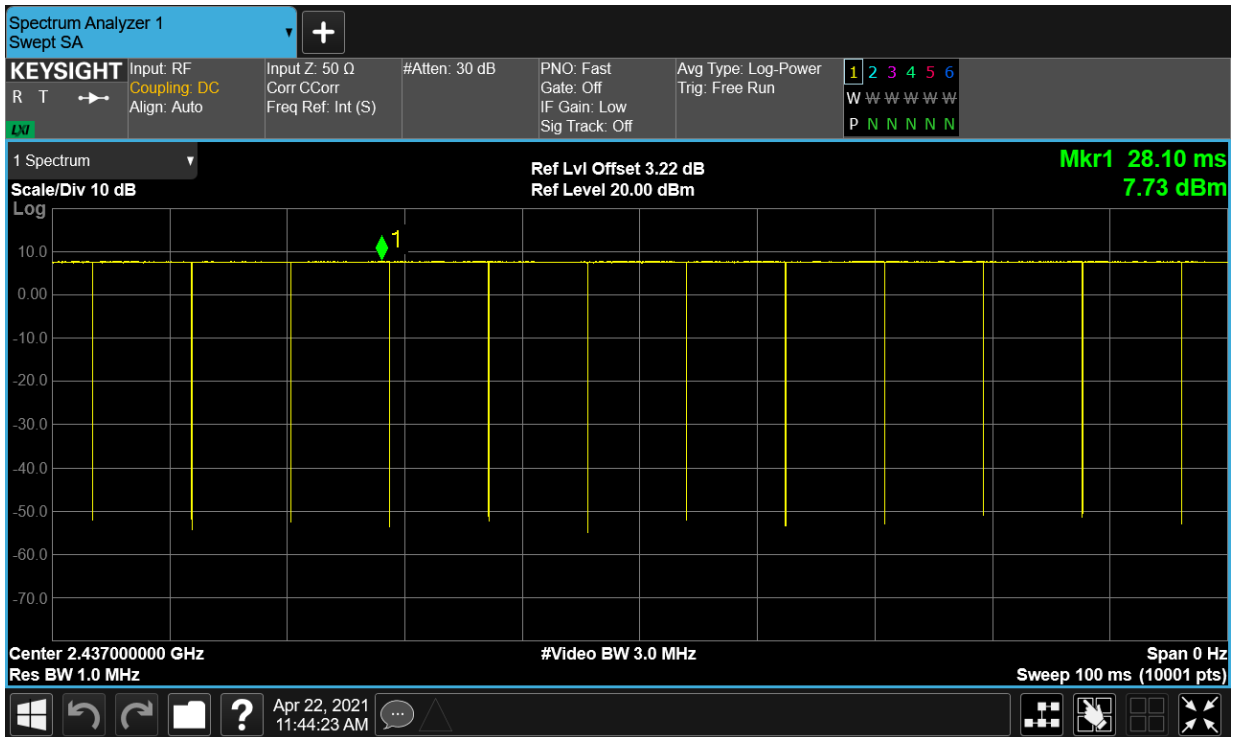 Spectrum Analyzer 1
Swept SA
▼
+
KEYSIGHT
R T
LXI
Input: RF
Coupling: DC
Align: Auto
Input Z: 50 Ω
Corr CCorr
Freq Ref: Int (S)
#Atten: 30 dB
PNO: Fast
Gate: Off
IF Gain: Low
Sig Track: Off
Avg Type: Log-Power
Trig: Free Run
1 2 3 4 5 6
W W W W W W
P N N N N N
1 Spectrum ▼
Scale/Div 10 dB
Log
Ref Lvl Offset 3.22 dB
Ref Level 20.00 dBm
Mkr1 28.10 ms
7.73 dBm
1
10.0
0.00
-10.0
-20.0
-30.0
-40.0
-50.0
-60.0
-70.0
Center 2.437000000 GHz
Res BW 1.0 MHz
#Video BW 3.0 MHz
Span 0 Hz
Sweep 100 ms (10001 pts)
?
Apr 22, 2021
11:44:23 AM